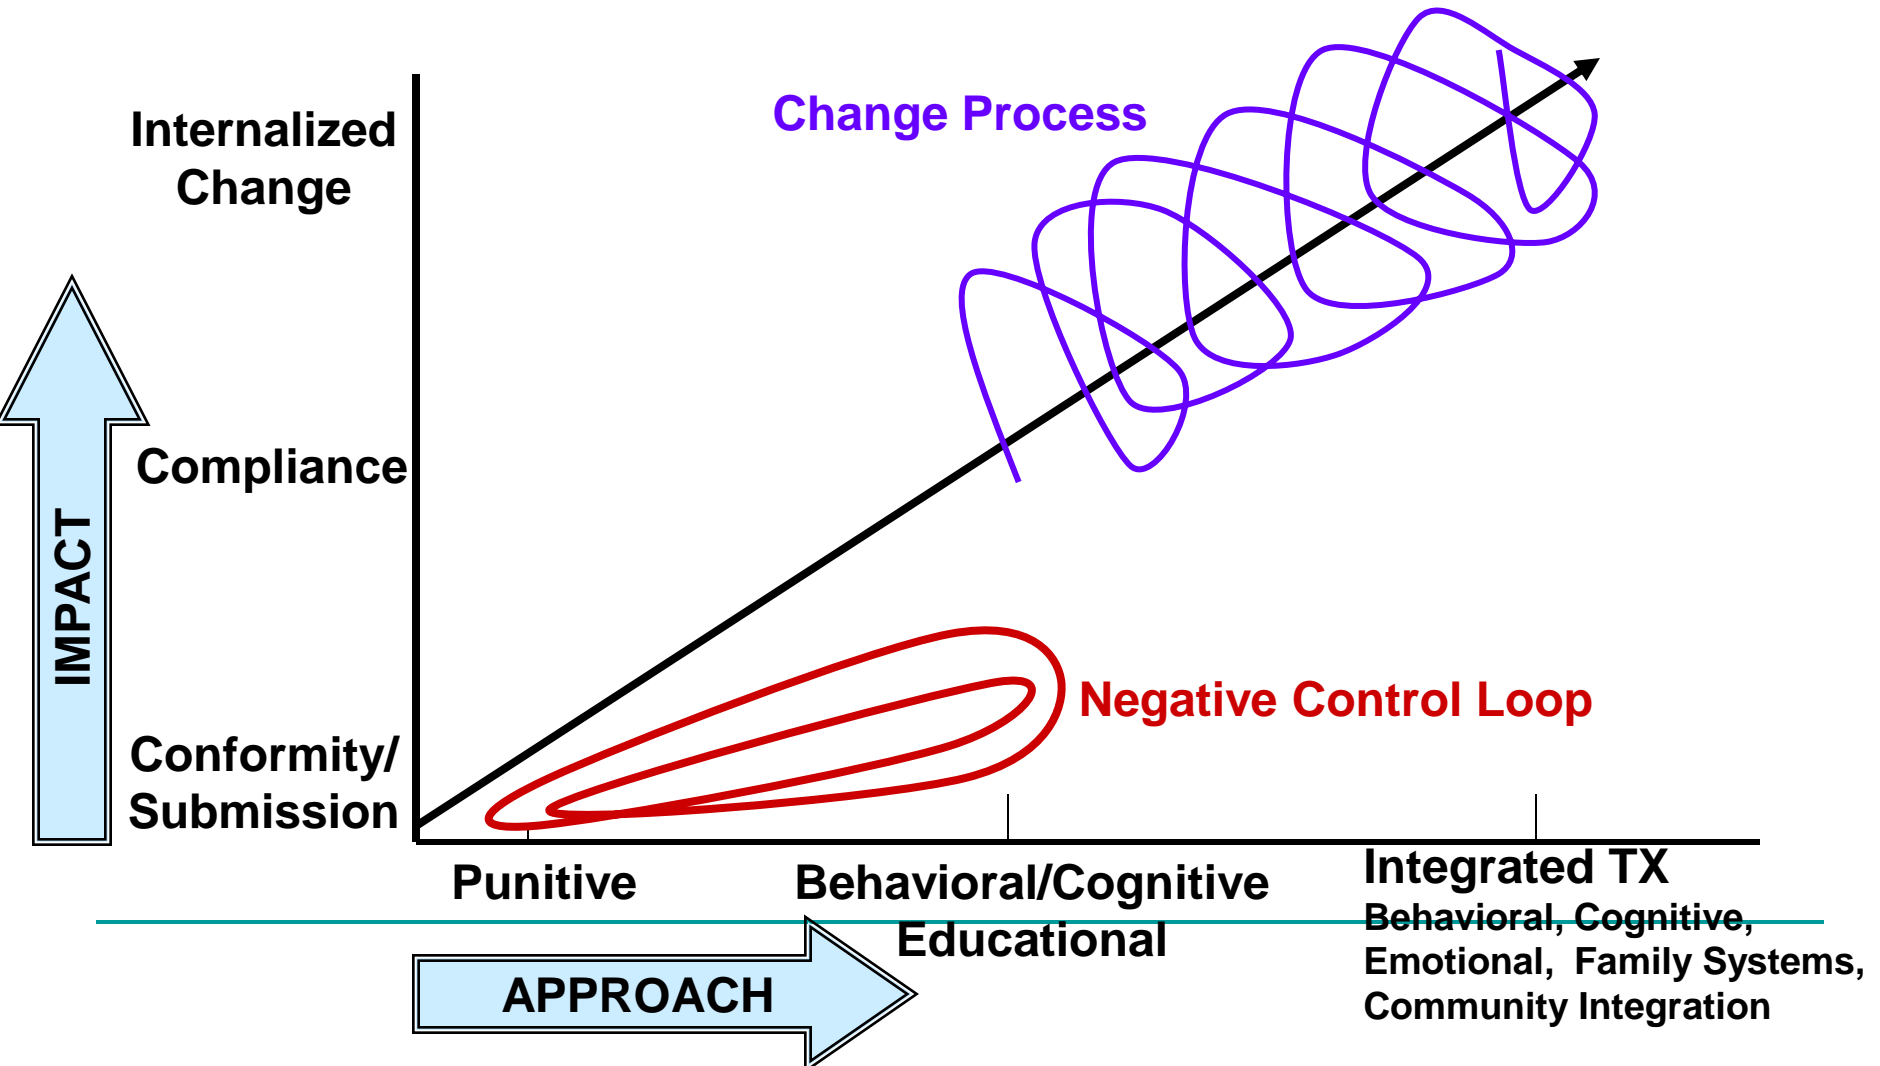 Internalized
Change
Change Process
Compliance
IMPACT
Conformity/
Submission
Negative Control Loop
Punitive
Behavioral/Cognitive
Educational
Integrated TX
Behavioral, Cognitive,
Emotional,  Family Systems,
Community Integration
APPROACH